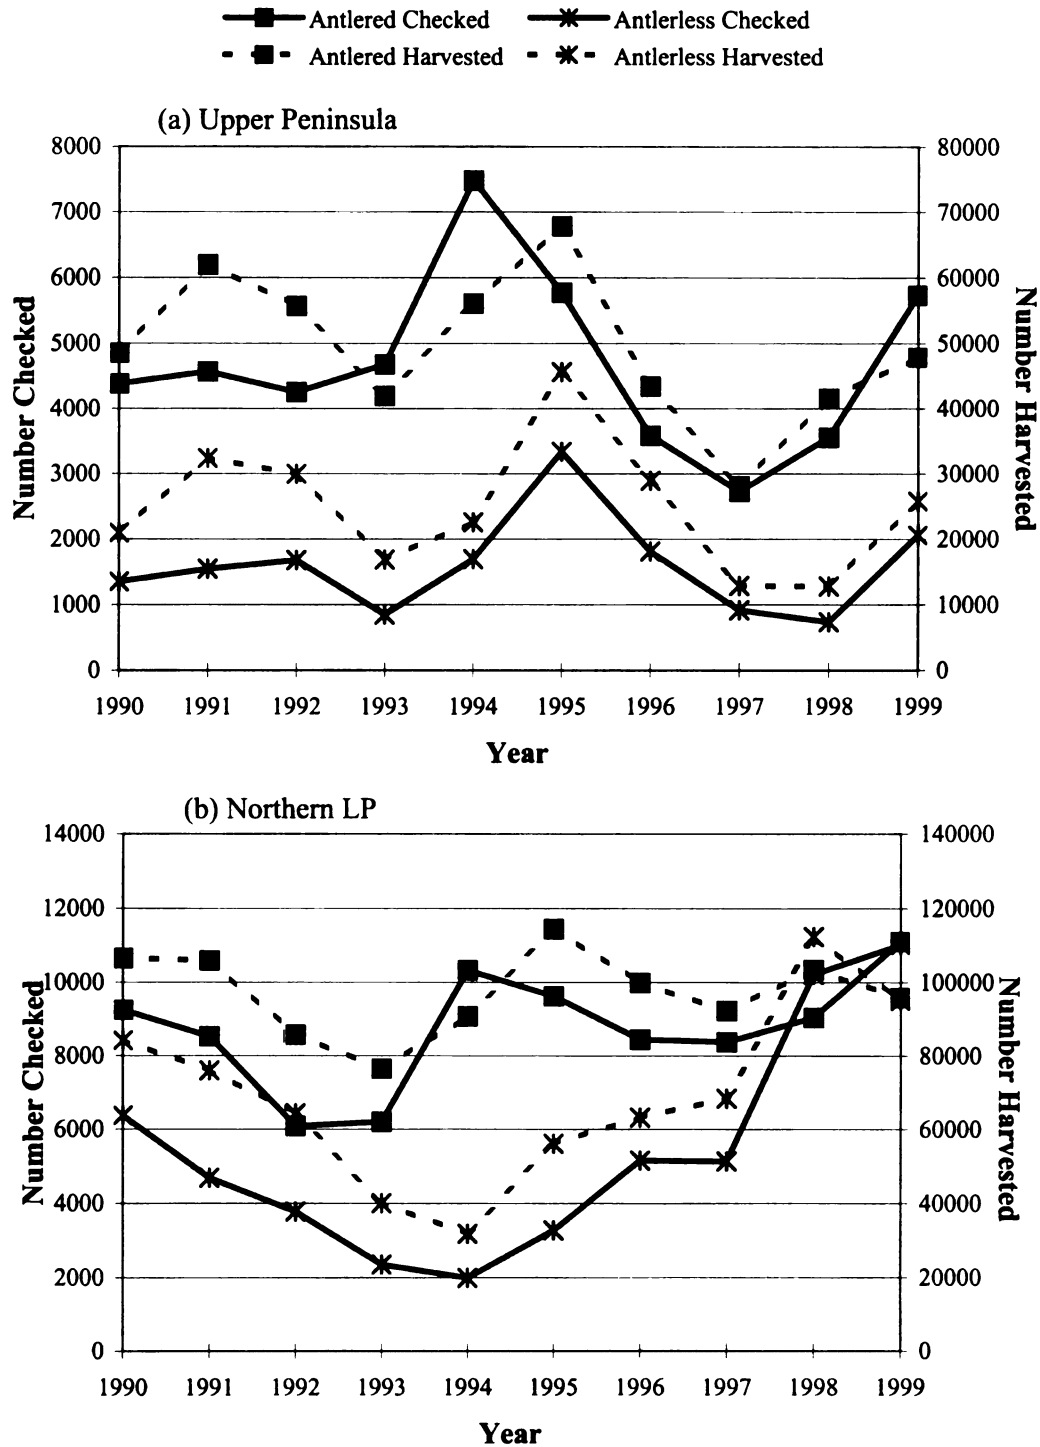 Antlered Checked Antlerless Checked
Antlered Harvested Antlerless Harvested
(a) Upper Peninsula
8000 80000
7000 70000
6000 60000
5000 50000
4000 40000
3000 30000
2000 20000
1000 10000
0 0
Number Checked
Number Harvested
1990 1991 1992 1993 1994 1995 1996 1997 1998 1999
Year
(b) Northern LP
14000 140000
12000 120000
10000 100000
8000 80000
6000 60000
4000 40000
2000 20000
0 0
Number Checked
Number Harvested
1990 1991 1992 1993 1994 1995 1996 1997 1998 1999
Year